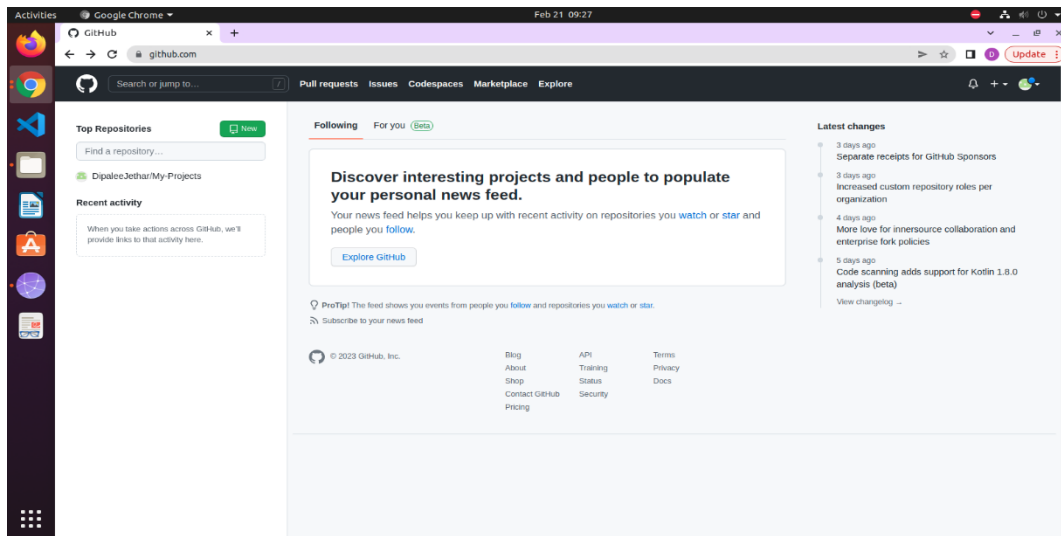 Activities
Google Chrome
Feb 21 09:27
GitHub
github.com
D
Update
Search or jump to...
/
Pull requests Issues Codespaces Marketplace Explore
Top Repositories
New
Find a repository…
DipaleeJethar/My-Projects
Recent activity
When you take actions across GitHub, we'll
provide links to that activity here.
Following For you Beta
Discover interesting projects and people to populate
your personal news feed.
Your news feed helps you keep up with recent activity on repositories you watch or star and
people you follow.
Explore GitHub
ProTip! The feed shows you events from people you follow and repositories you watch or star.
Subscribe to your news feed
© 2023 GitHub, Inc.
Blog
About
Shop
Contact GitHub
Pricing
API
Training
Status
Security
Terms
Privacy
Docs
Latest changes
3 days ago
Separate receipts for GitHub Sponsors
3 days ago
Increased custom repository roles per
organization
4 days ago
More love for innersource collaboration and
enterprise fork policies
5 days ago
Code scanning adds support for Kotlin 1.8.0
analysis (beta)
View changelog →